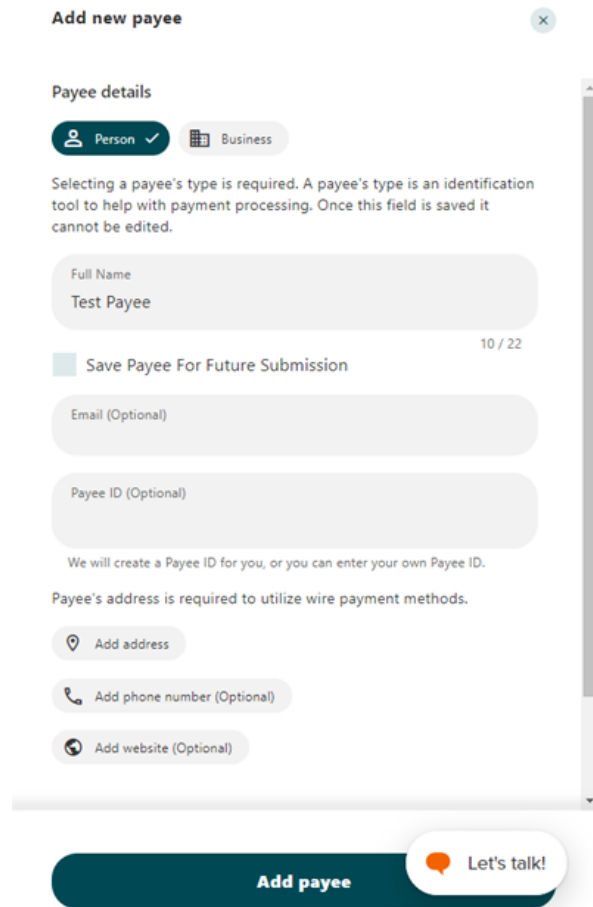 Add new payee
Payee details
Person
Business
Selecting a payee's type is required. A payee's type is an identification
tool to help with payment processing. Once this field is saved it
cannot be edited.
Full Name
Test Payee
10 / 22
Save Payee For Future Submission
Email (Optional)
Payee ID (Optional)
We will create a Payee ID for you, or you can enter your own Payee ID.
Payee's address is required to utilize wire payment methods.
Add address
Add phone number (Optional)
Add website (Optional)
Add payee
Let's talk!